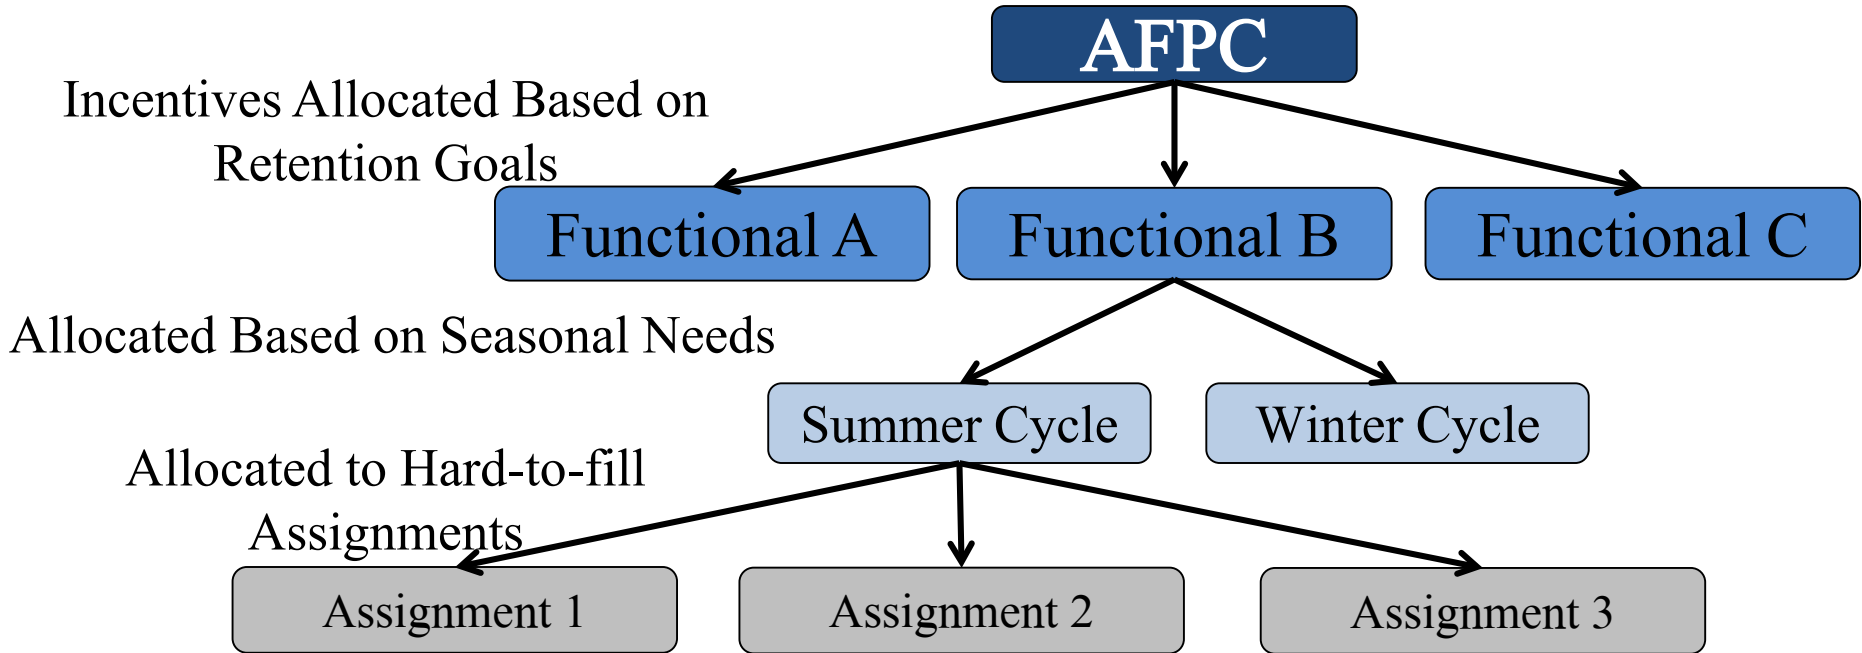 AFPC
Incentives Allocated Based on
Retention Goals
Functional A
Functional B
Functional C
Allocated Based on Seasonal Needs
Summer Cycle
Winter Cycle
Allocated to Hard-to-fill
Assignments
Assignment 1
Assignment 2
Assignment 3